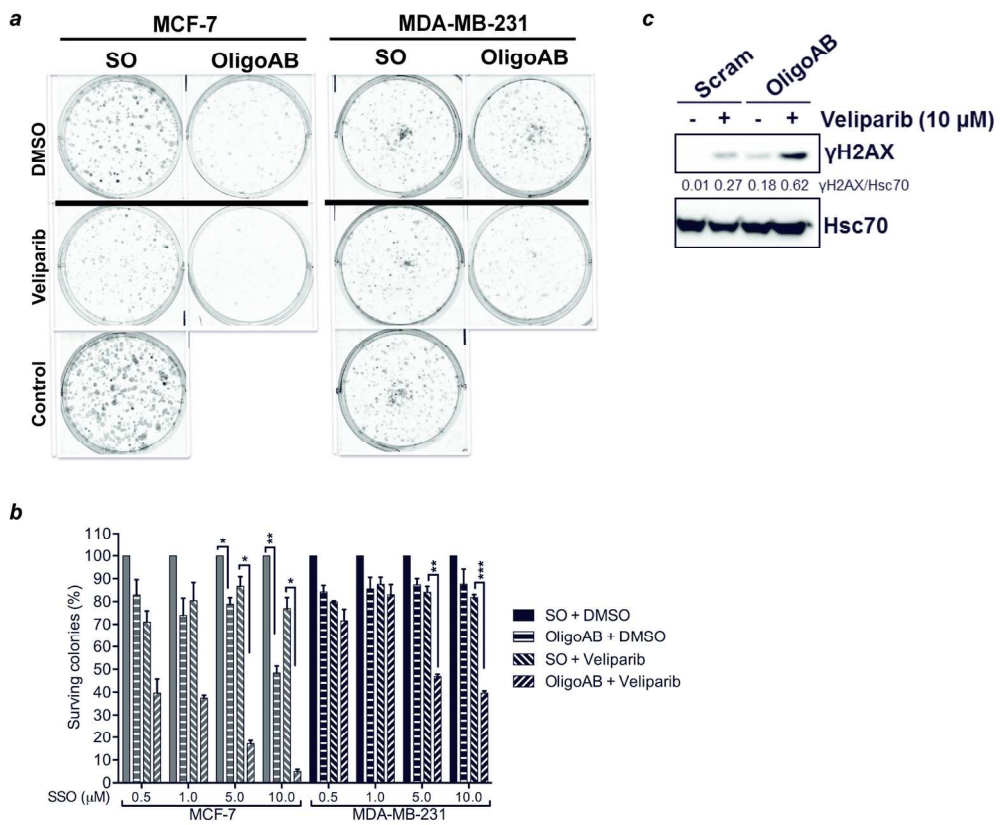 a
MCF-7
MDA-MB-231
SO
OligoAB
SO
OligoAB
DMSO
Veliparib
Control
c
Scram
OligoAB
- + - + Veliparib (10 µM)
γH2AX
0.01 0.27 0.18 0.62 γH2AX/Hsc70
Hsc70
b
Surving colonies (%)
110
100
90
80
70
60
50
40
30
20
10
0
* * ** * ** ***
SO + DMSO
OligoAB + DMSO
SO + Veliparib
OligoAB + Veliparib
SSO (µM) 0.5 1.0 5.0 10.0 0.5 1.0 5.0 10.0
MCF-7 MDA-MB-231